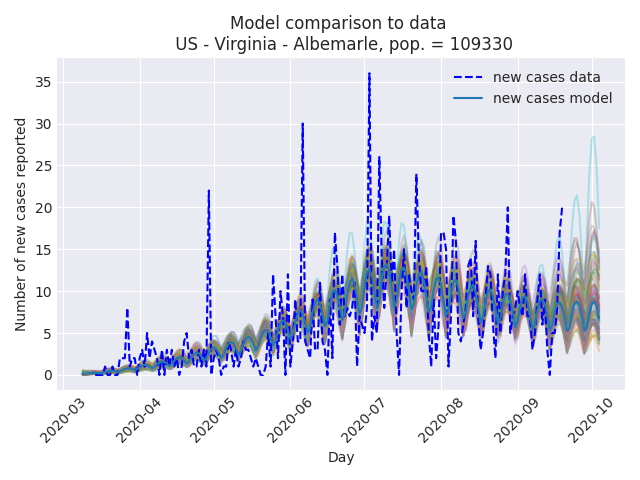 Model comparison to data
US - Virginia - Albemarle, pop. = 109330
new cases data
new cases model
Number of new cases reported
35
30
25
20
15
10
5
0
2020-03
2020-04
2020-05
2020-06
2020-07
2020-08
2020-09
2020-10
Day